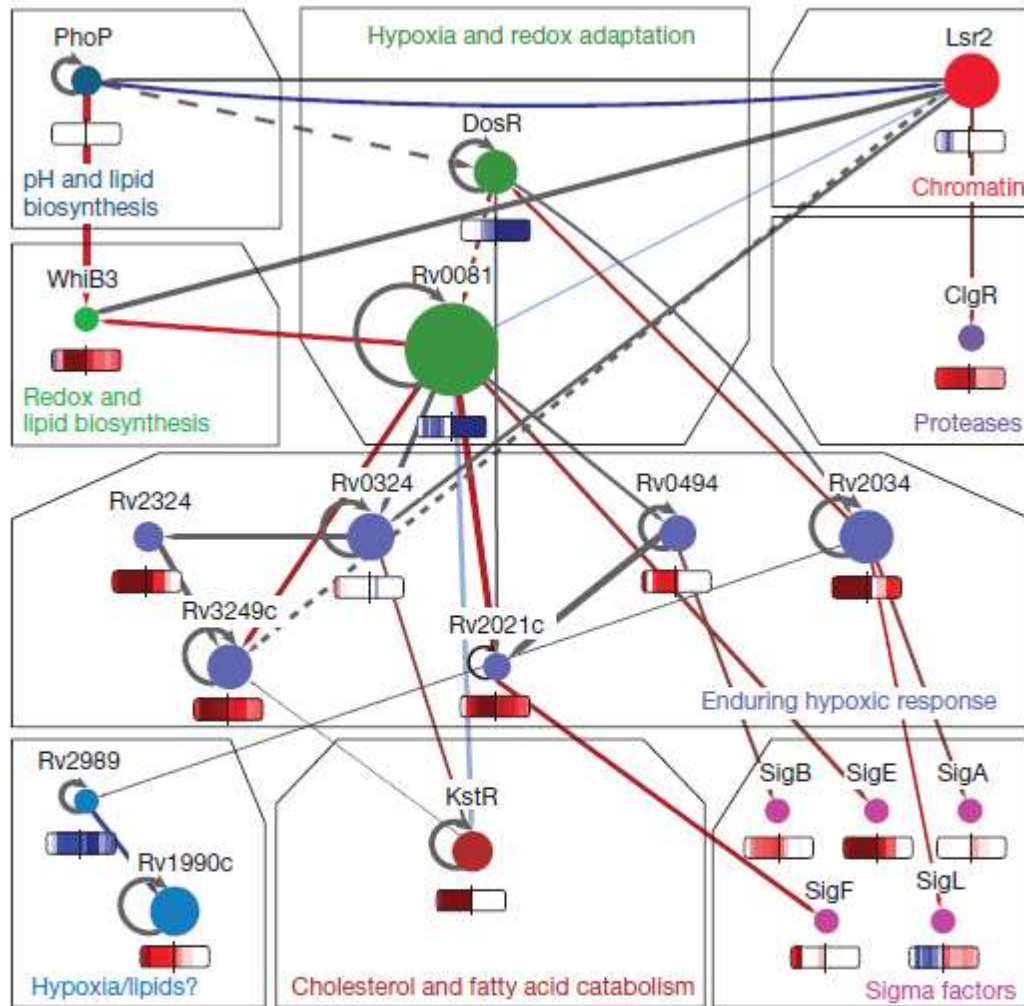 PhoP
Hypoxia and redox adaptation
Lsr2
DosR
pH and lipid
biosynthesis
Chromatin
WhiB3
Rv0081
ClgR
Redox and
lipid biosynthesis
Proteases
Rv2324
Rv0324
Rv0494
Rv2034
Rv3249c
Rv2021c
Enduring hypoxic response
Rv2989
KstR
SigB
SigE
SigA
Rv1990c
SigF
SigL
Hypoxia/lipids?
Cholesterol and fatty acid catabolism
Sigma factors